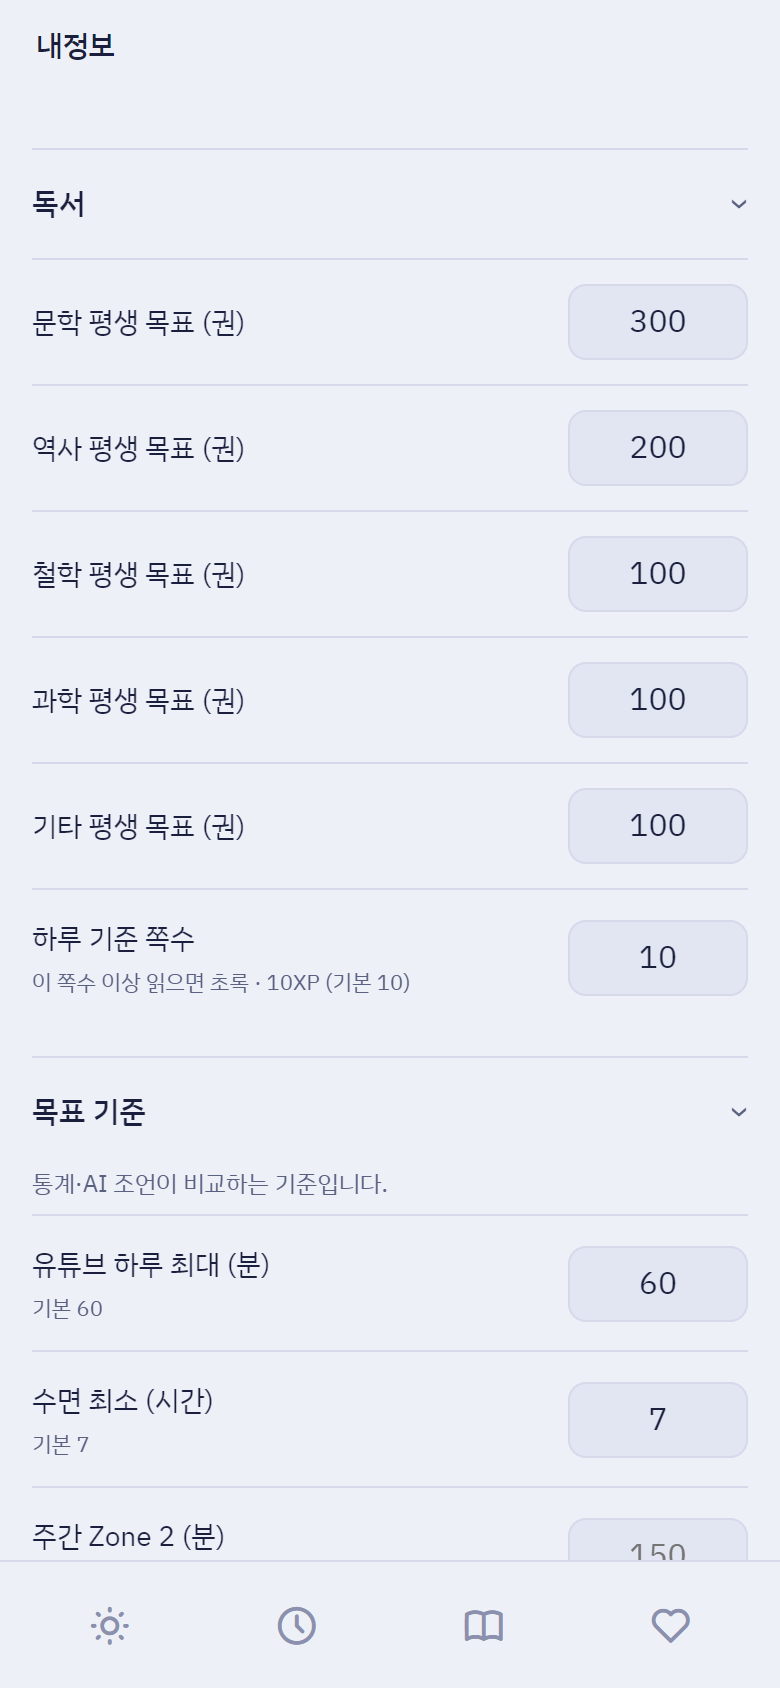 내정보
독서
문학 평생 목표 (권)
300
역사 평생 목표 (권)
200
철학 평생 목표 (권)
100
과학 평생 목표 (권)
100
기타 평생 목표 (권)
100
하루 기준 쪽수
이 쪽수 이상 읽으면 초록 · 10XP (기본 10)
10
목표 기준
통계·AI 조언이 비교하는 기준입니다.
유튜브 하루 최대 (분)
기본 60
60
수면 최소 (시간)
기본 7
7
주간 Zone 2 (분)
150